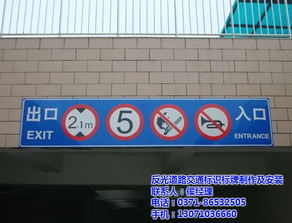 出口
EXIT
2.1m
5
入口
ENTRANCE
反光道路交通标识标牌制作及安装
联系人:侯经理
电话:0371-86532505
手机:13071036660